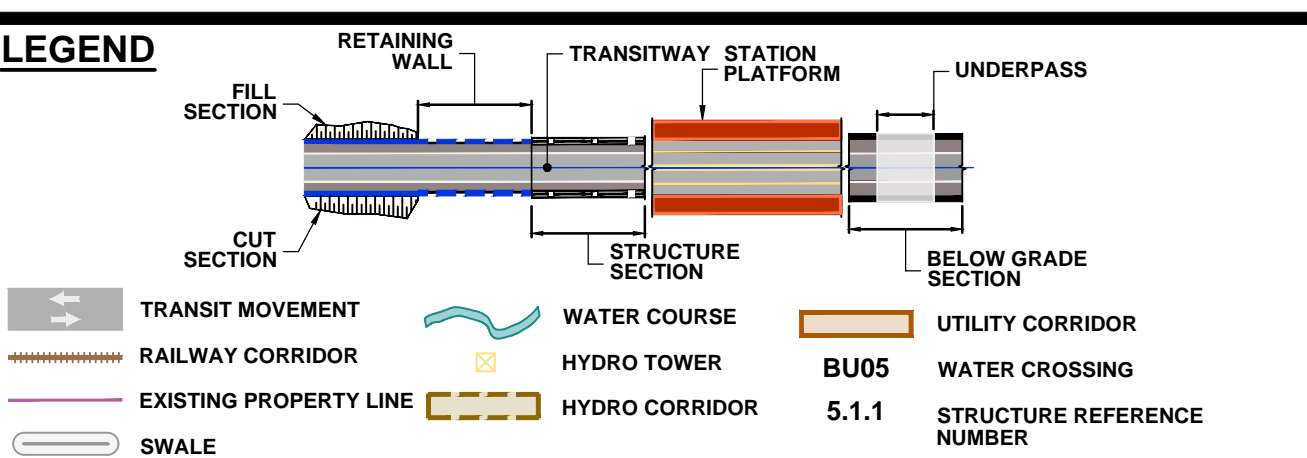 LEGEND
RETAINING
WALL
TRANSITWAY
STATION
PLATFORM
UNDERPASS
FILL
SECTION
CUT
SECTION
STRUCTURE
SECTION
BELOW GRADE
SECTION
TRANSIT MOVEMENT
RAILWAY CORRIDOR
EXISTING PROPERTY LINE
SWALE
WATER COURSE
HYDRO TOWER
HYDRO CORRIDOR
UTILITY CORRIDOR
BU05 WATER CROSSING
5.1.1 STRUCTURE REFERENCE
NUMBER